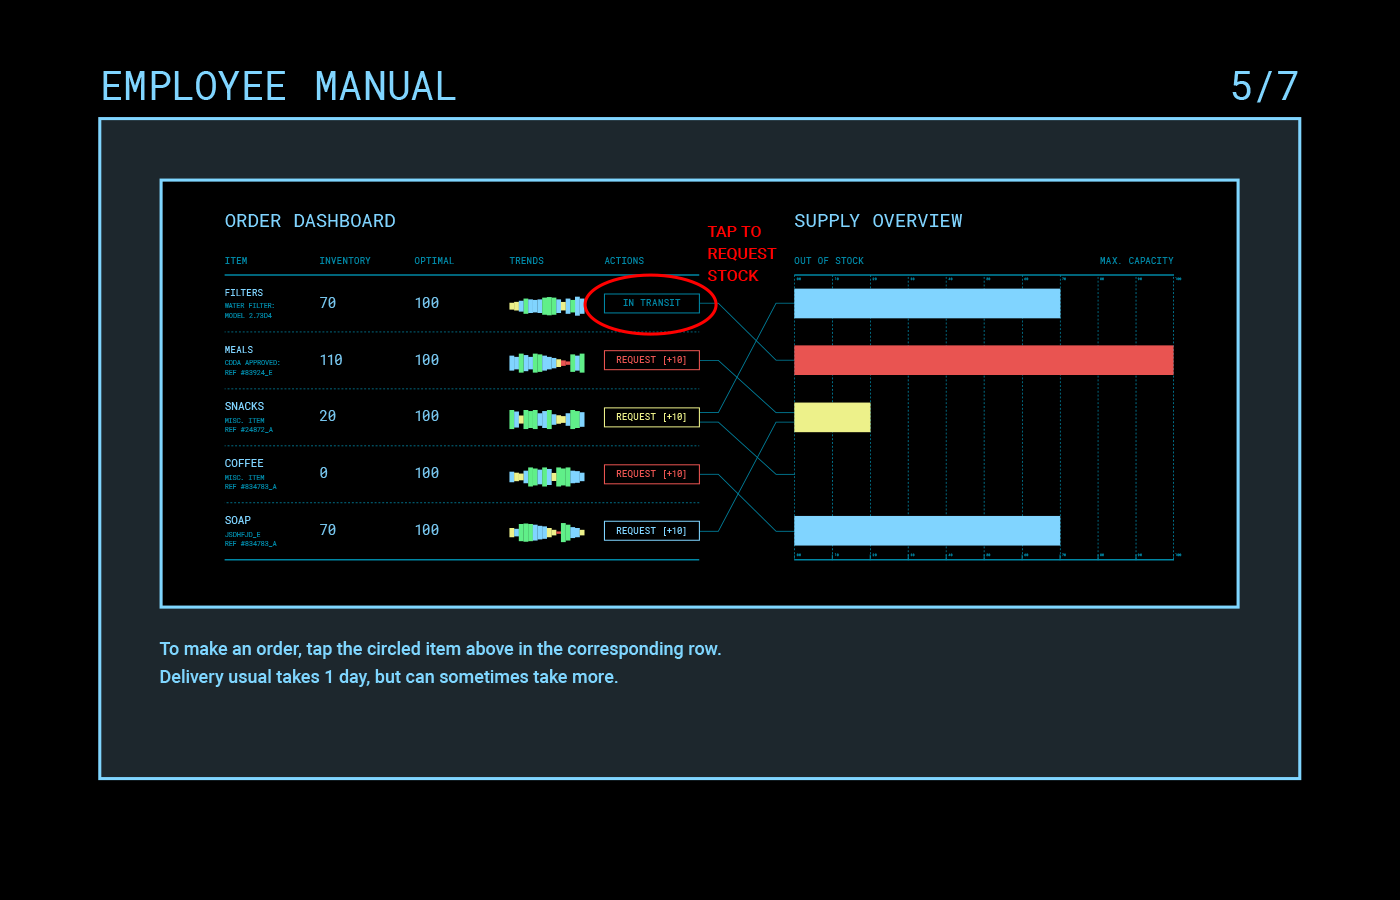 EMPLOYEE MANUAL 5/7
ORDER DASHBOARD
SUPPLY OVERVIEW
TAP TO
REQUEST
STOCK
ITEM INVENTORY OPTIMAL TRENDS ACTIONS
OUT OF STOCK MAX. CAPACITY
FILTERS
WATER FILTER:
MODEL 2.73D4
70 100 IN TRANSIT
MEALS
CDDA APPROVED:
REF #83924_E
110 100 REQUEST [+10]
SNACKS
MISC. ITEM
REF #24872_A
20 100 REQUEST [+10]
COFFEE
MISC. ITEM
REF #834783_A
0 100 REQUEST [+10]
SOAP
JSDHFJD_E
REF #834783_A
70 100 REQUEST [+10]
To make an order, tap the circled item above in the corresponding row.
Delivery usual takes 1 day, but can sometimes take more.